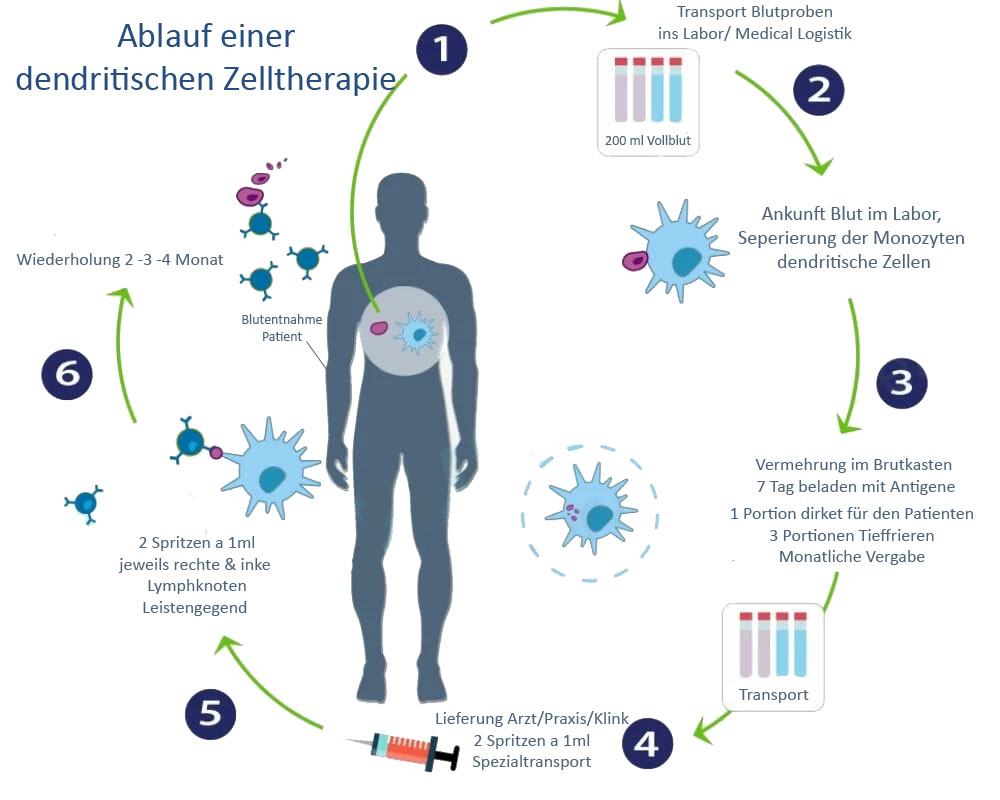 Ablauf einer
dendritischen Zelltherapie
1
Transport Blutproben
ins Labor/ Medical Logistik
200 ml Vollblut
2
Ankunft Blut im Labor,
Seperierung der Monozyten
dendritische Zellen
3
Vermehrung im Brutkasten
7 Tag beladen mit Antigene
1 Portion dirket für den Patienten
3 Portionen Tieffrieren
Monatliche Vergabe
Transport
4
Lieferung Arzt/Praxis/Klink
2 Spritzen a 1ml
Spezialtransport
5
2 Spritzen a 1ml
jeweils rechte & inke
Lymphknoten
Leistengegend
6
Wiederholung 2 -3 -4 Monat
Blutentnahme
Patient